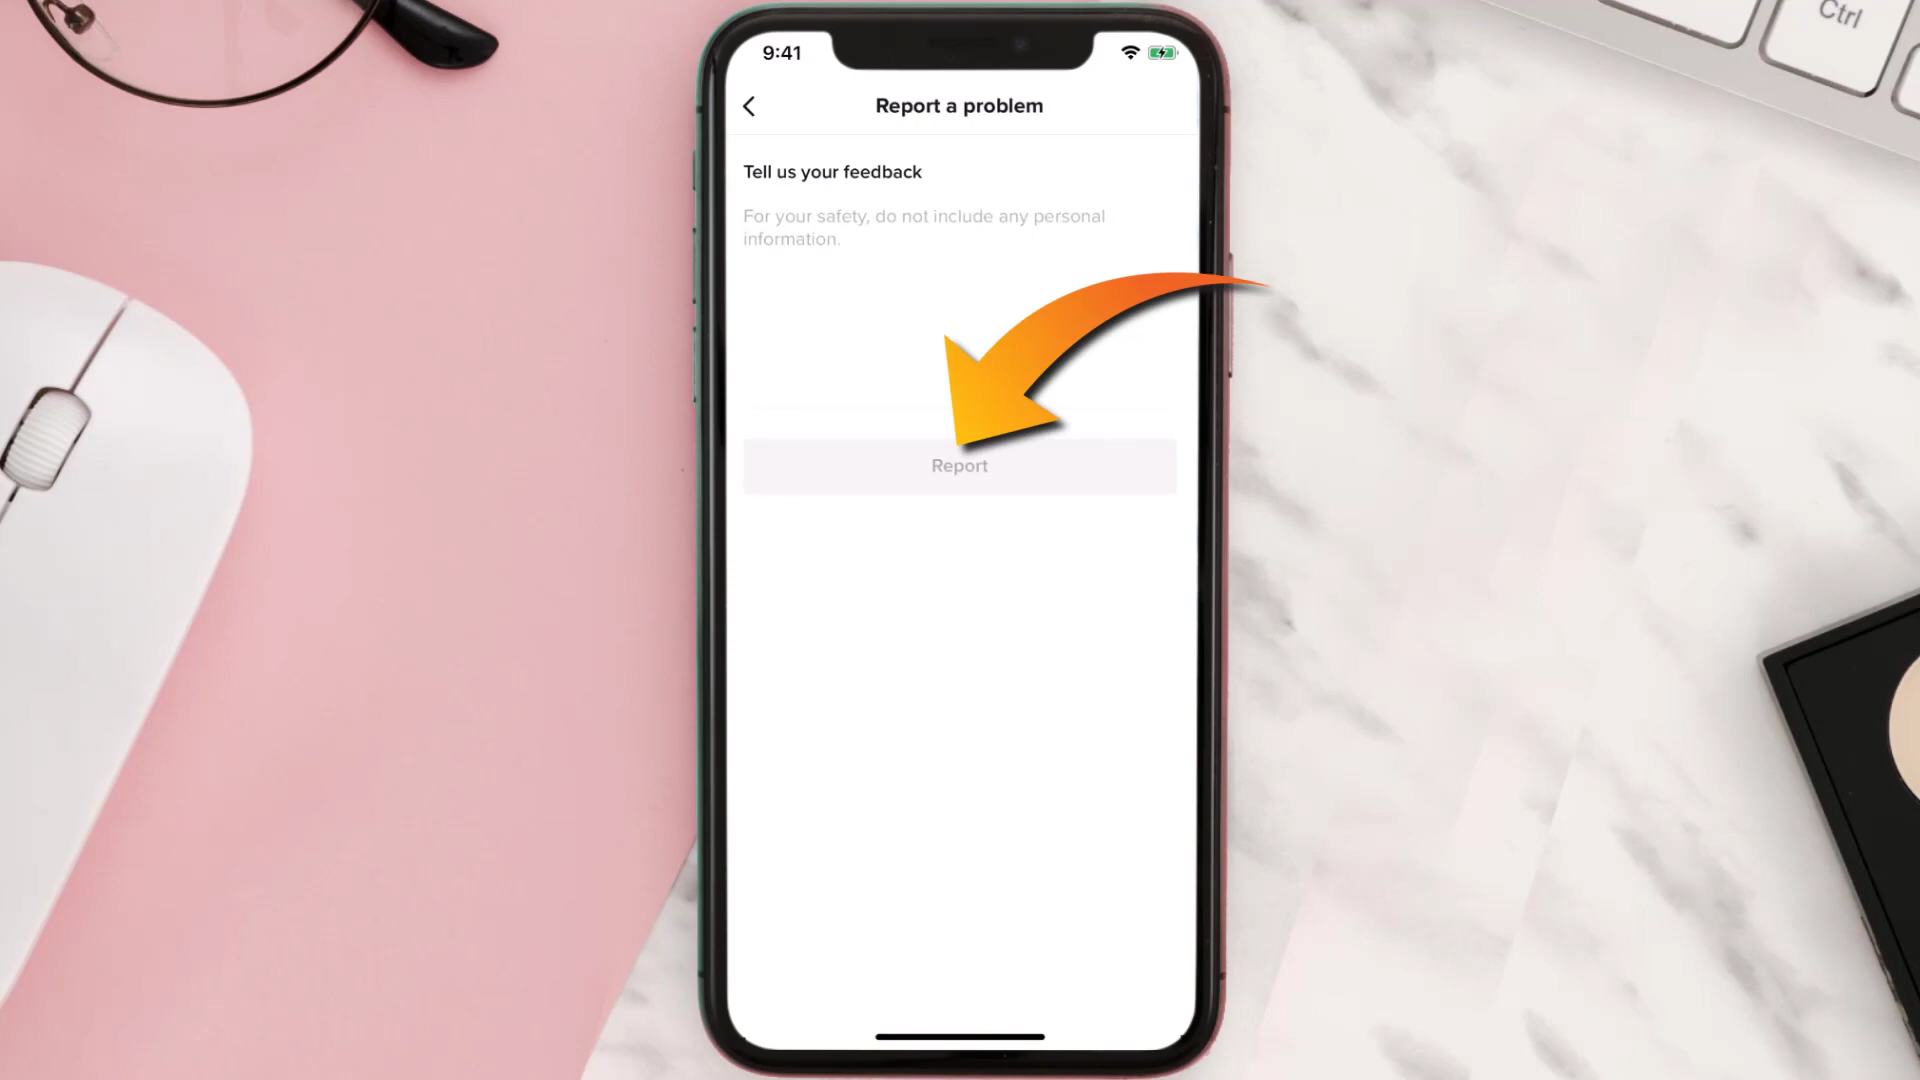 Ctrl
9:41
Report a problem
Tell us your feedback
For your safety, do not include any personal
information.
Report